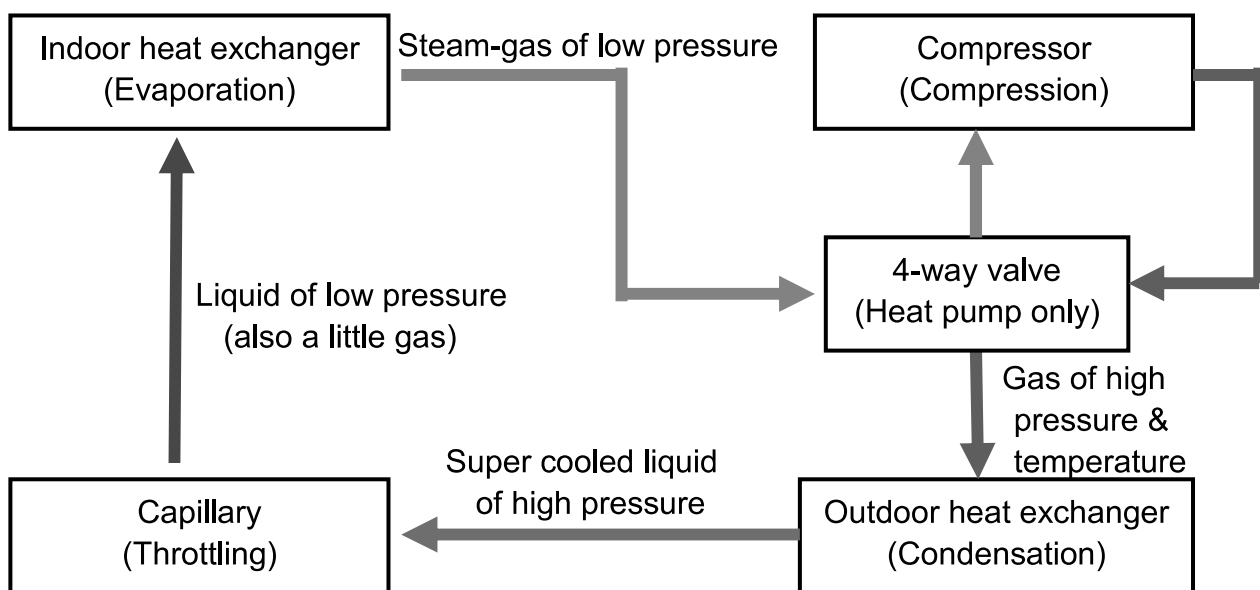 Indoor heat exchanger
(Evaporation)
Steam-gas of low pressure
Compressor
(Compression)
4-way valve
(Heat pump only)
Liquid of low pressure
(also a little gas)
Gas of high
pressure &
temperature
Super cooled liquid
of high pressure
Capillary
(Throttling)
Outdoor heat exchanger
(Condensation)